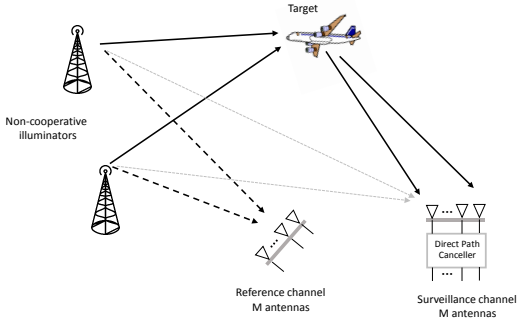 Target
Non-cooperative
illuminators
...
...
Direct Path
Canceller
...
Reference channel
M antennas
Surveillance channel
M antennas